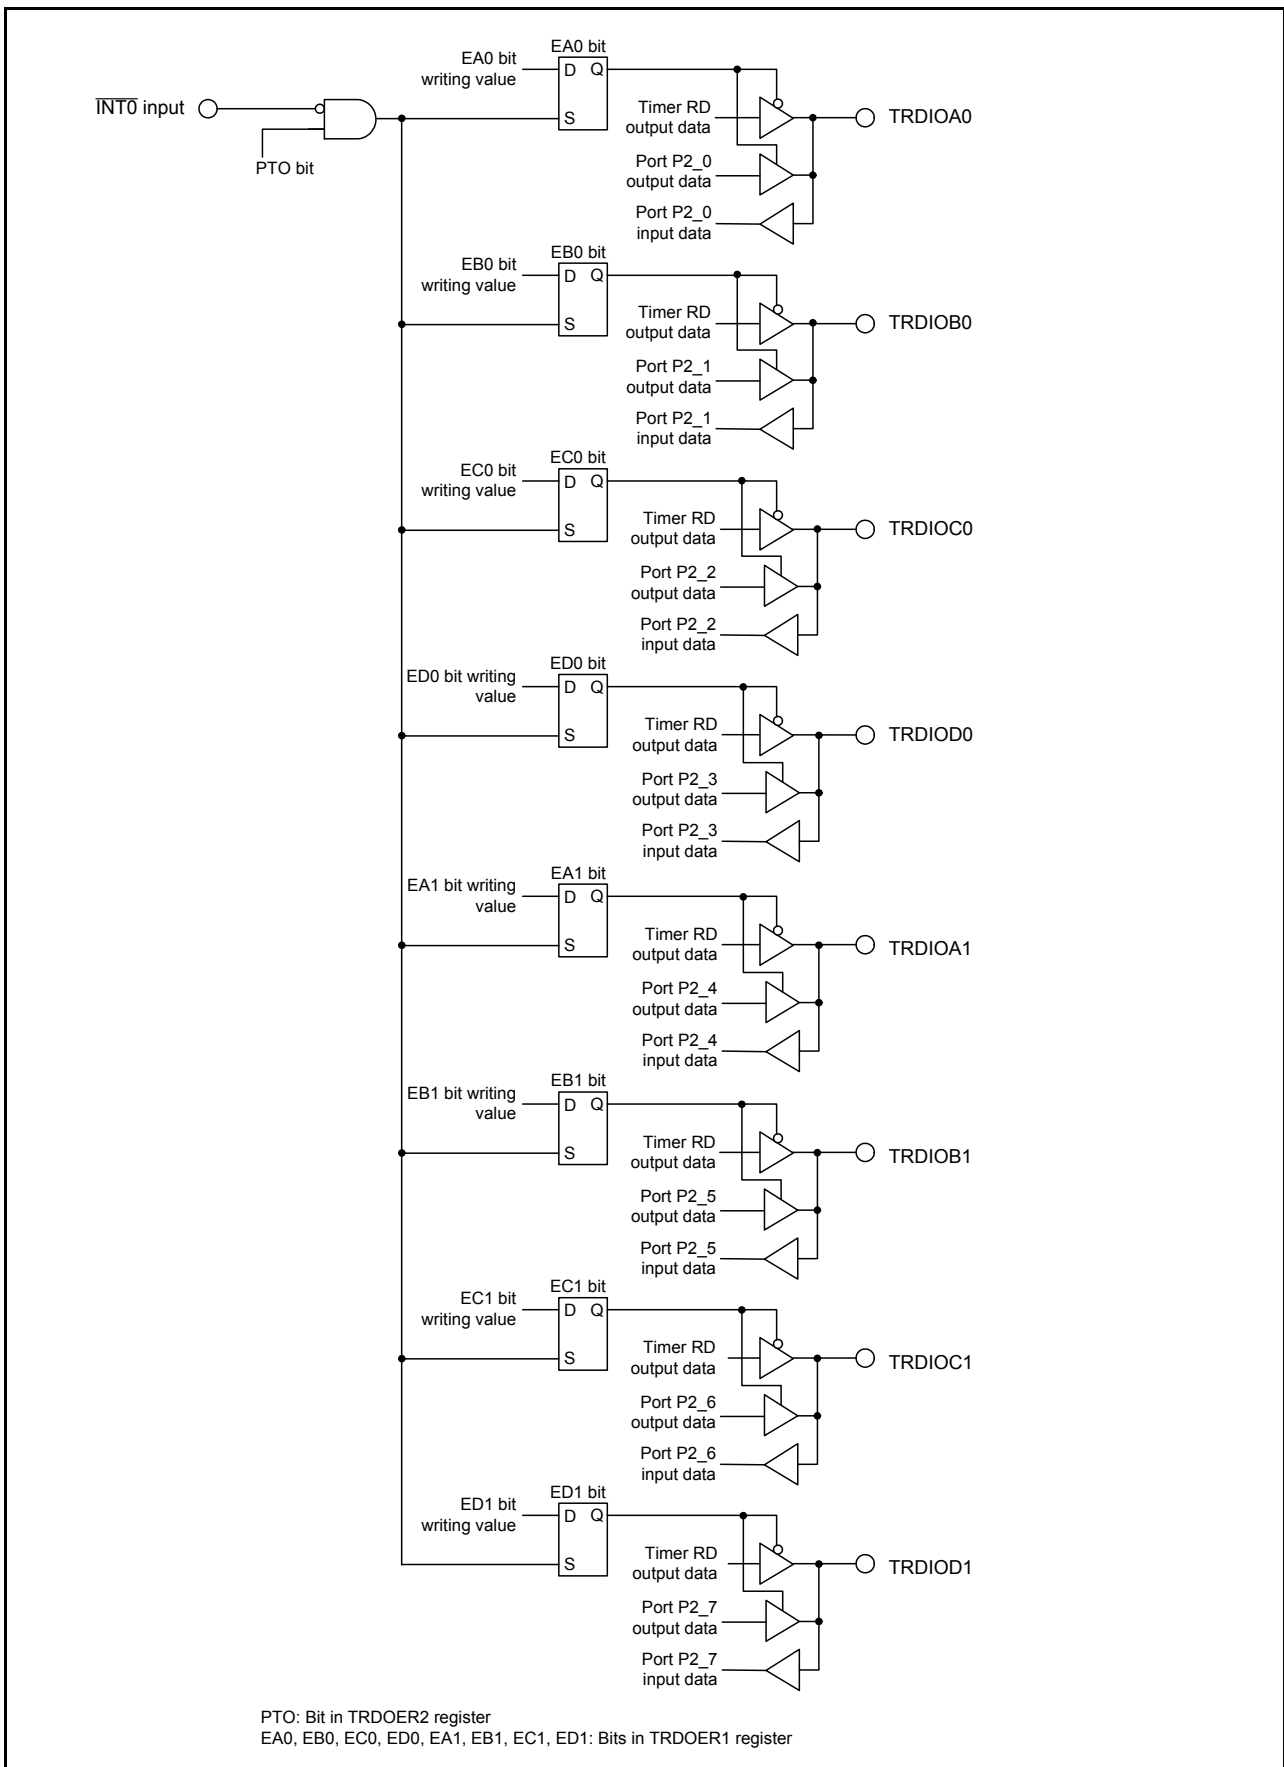 EA0 bit
EA0 bit
writing value
D Q
S
INT0 input
PTO bit
Timer RD
output data
TRDIOA0
Port P2_0
output data
Port P2_0
input data
EB0 bit
EB0 bit
writing value
D Q
S
Timer RD
output data
TRDIOB0
Port P2_1
output data
Port P2_1
input data
EC0 bit
EC0 bit
writing value
D Q
S
Timer RD
output data
TRDIOC0
Port P2_2
output data
Port P2_2
input data
ED0 bit
ED0 bit writing
value
D Q
S
Timer RD
output data
TRDIOD0
Port P2_3
output data
Port P2_3
input data
EA1 bit
EA1 bit writing
value
D Q
S
Timer RD
output data
TRDIOA1
Port P2_4
output data
Port P2_4
input data
EB1 bit
EB1 bit writing
value
D Q
S
Timer RD
output data
TRDIOB1
Port P2_5
output data
Port P2_5
input data
EC1 bit
EC1 bit
writing value
D Q
S
Timer RD
output data
TRDIOC1
Port P2_6
output data
Port P2_6
input data
ED1 bit
ED1 bit
writing value
D Q
S
Timer RD
output data
TRDIOD1
Port P2_7
output data
Port P2_7
input data
PTO: Bit in TRDOER2 register
EA0, EB0, EC0, ED0, EA1, EB1, EC1, ED1: Bits in TRDOER1 register